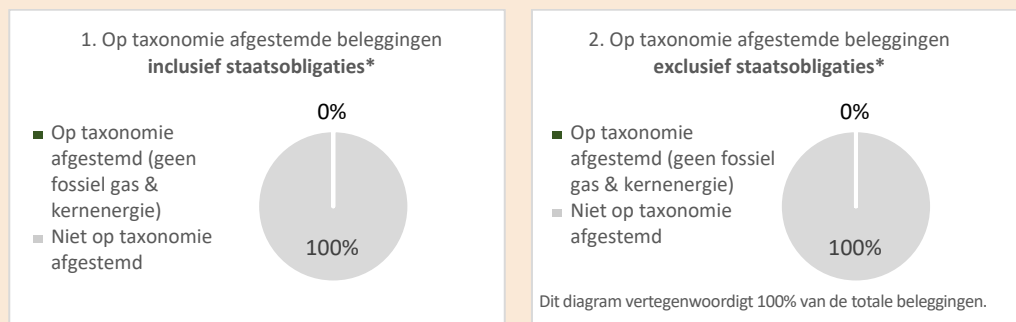 1. Op taxonomie afgestemde beleggingen
inclusief staatsobligaties*
0%
Op taxonomie
afgestemd (geen
fossiel gas &
kernenergie)
Niet op taxonomie
afgestemd
100%
2. Op taxonomie afgestemde beleggingen
exclusief staatsobligaties*
0%
Op taxonomie
afgestemd (geen fossiel
gas & kernenergie)
Niet op taxonomie
afgestemd
100%
Dit diagram vertegenwoordigt 100% van de totale beleggingen.